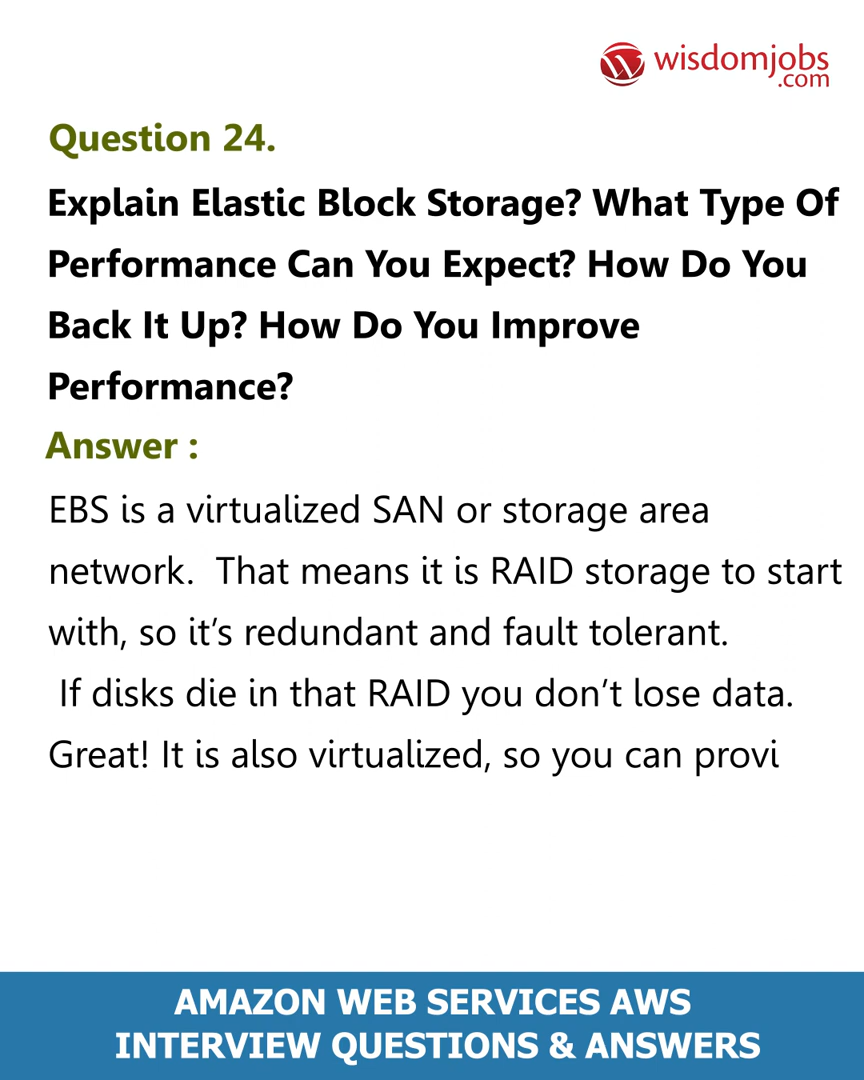 wisdomjobs
.com
Question 24.
Explain Elastic Block Storage? What Type Of
Performance Can You Expect? How Do You
Back It Up? How Do You Improve
Performance?
Answer :
EBS is a virtualized SAN or storage area
network.  That means it is RAID storage to start
with, so it’s redundant and fault tolerant.
If disks die in that RAID you don’t lose data.
Great! It is also virtualized, so you can provi
AMAZON WEB SERVICES AWS
INTERVIEW QUESTIONS & ANSWERS